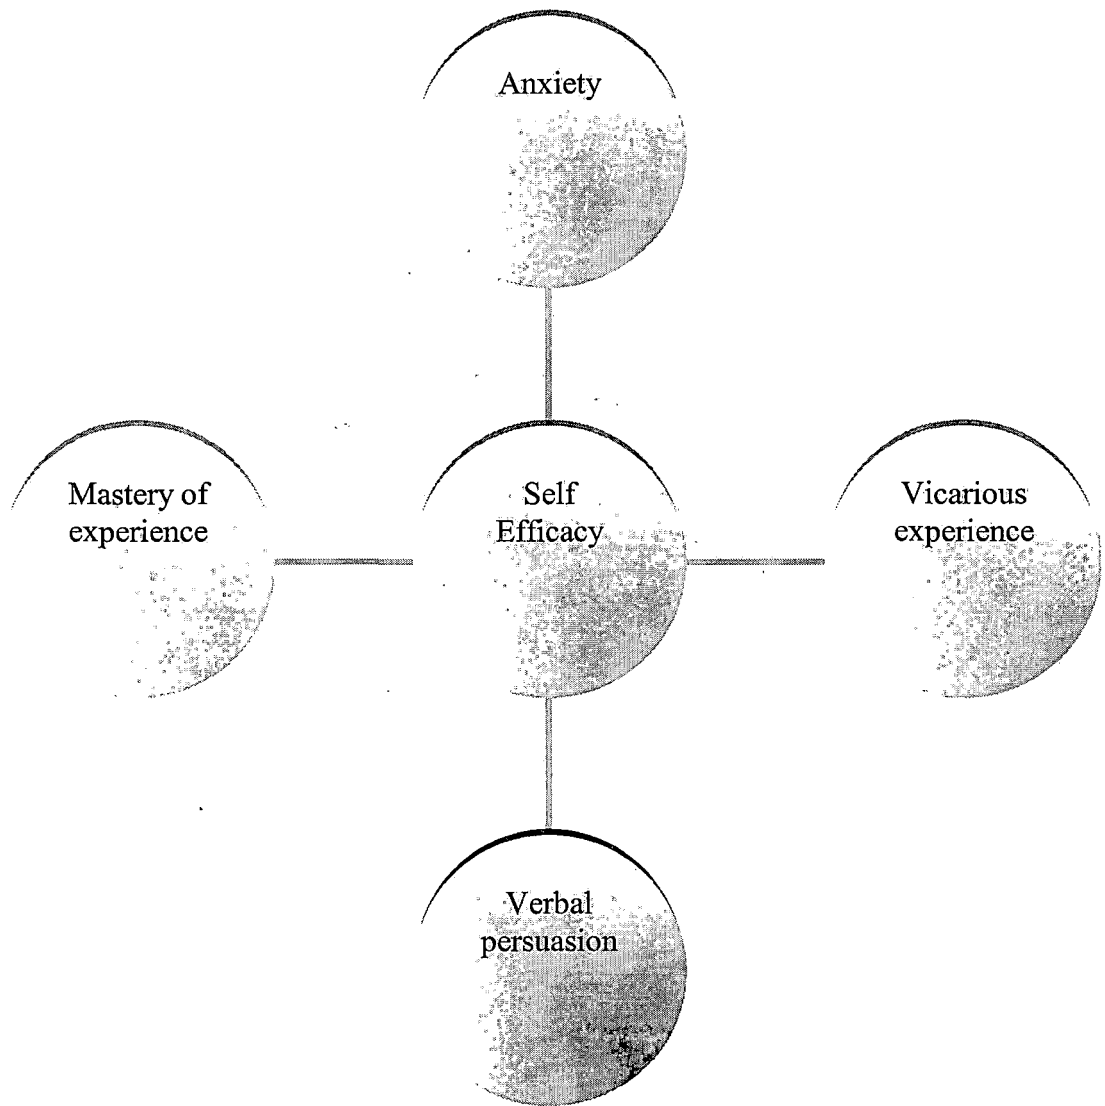 Anxiety
Mastery of
experience
Self
Efficacy
Vicarious
experience
Verbal
persuasion